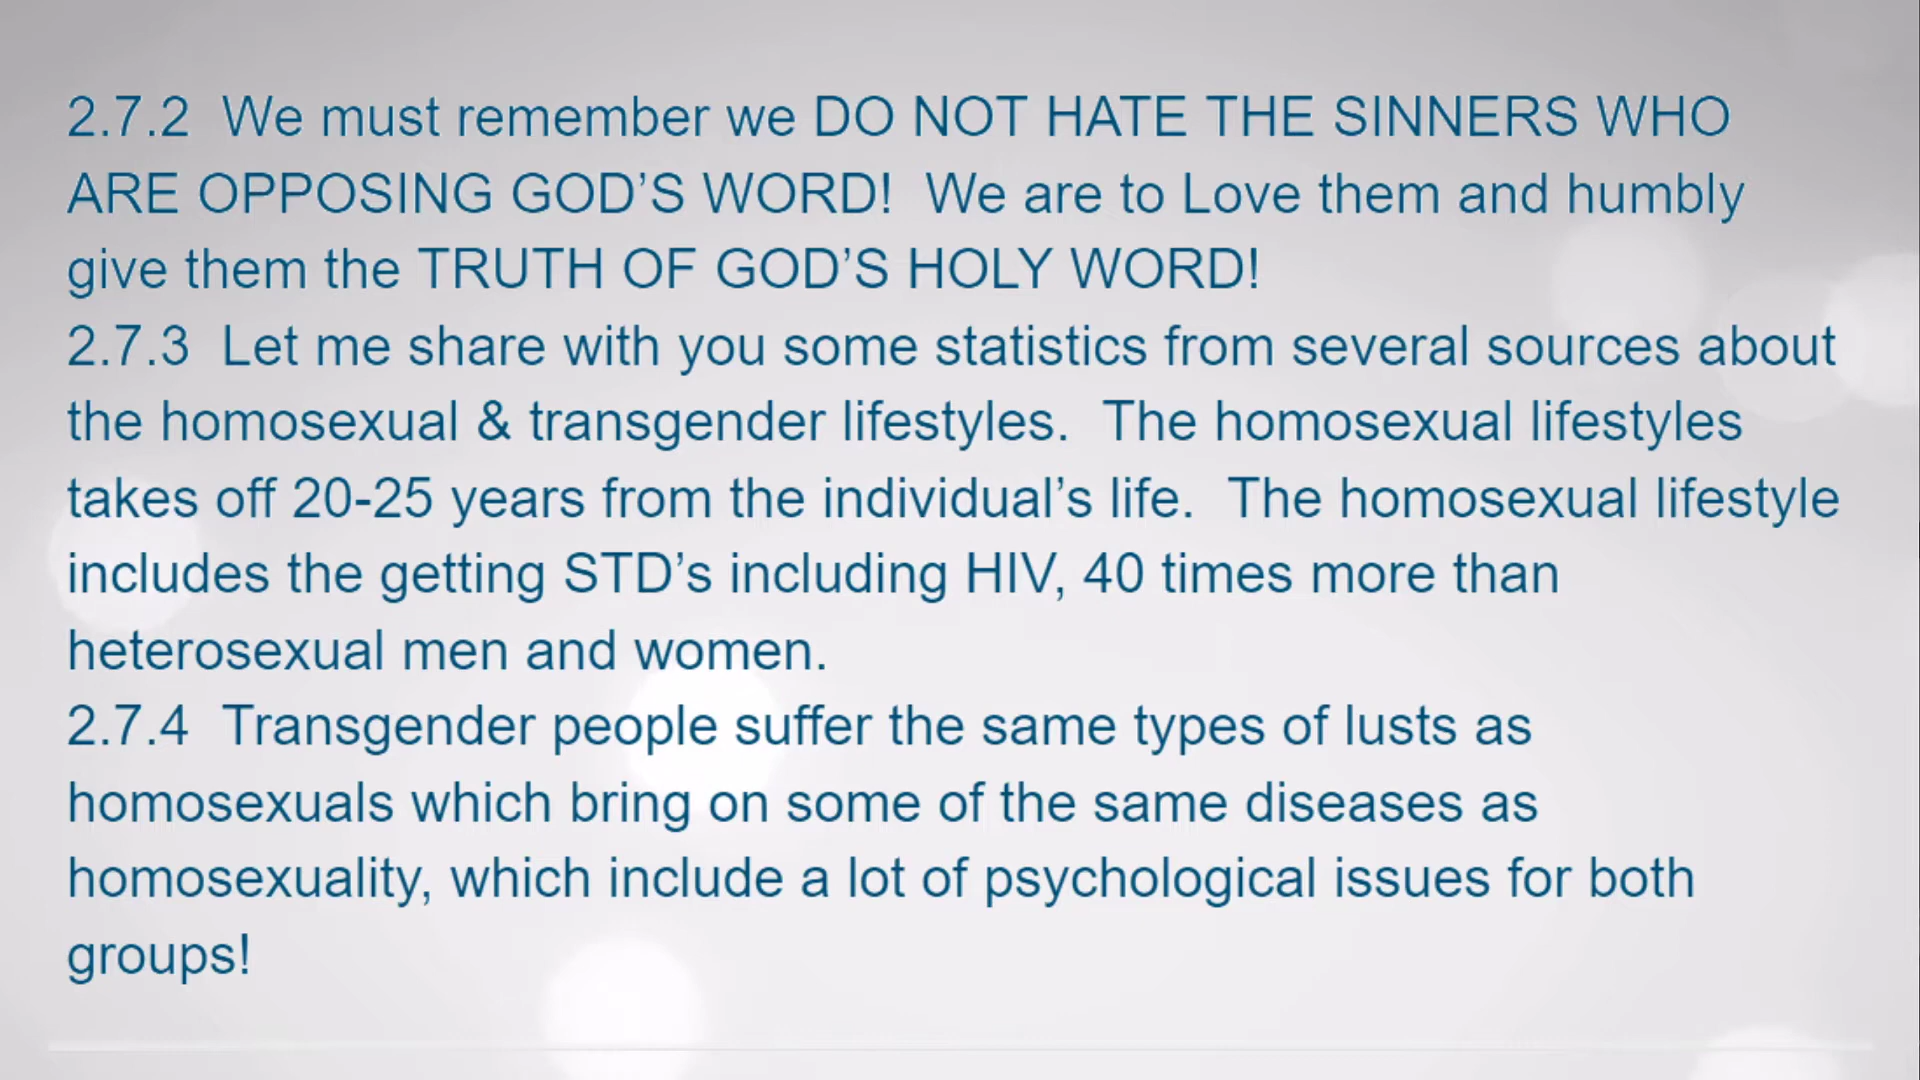 2.7.2  We must remember we DO NOT HATE THE SINNERS WHO
ARE OPPOSING GOD’S WORD!  We are to Love them and humbly
give them the TRUTH OF GOD’S HOLY WORD!
2.7.3  Let me share with you some statistics from several sources about
the homosexual & transgender lifestyles.  The homosexual lifestyles
takes off 20-25 years from the individual’s life.  The homosexual lifestyle
includes the getting STD’s including HIV, 40 times more than
heterosexual men and women.
2.7.4  Transgender people suffer the same types of lusts as
homosexuals which bring on some of the same diseases as
homosexuality, which include a lot of psychological issues for both
groups!